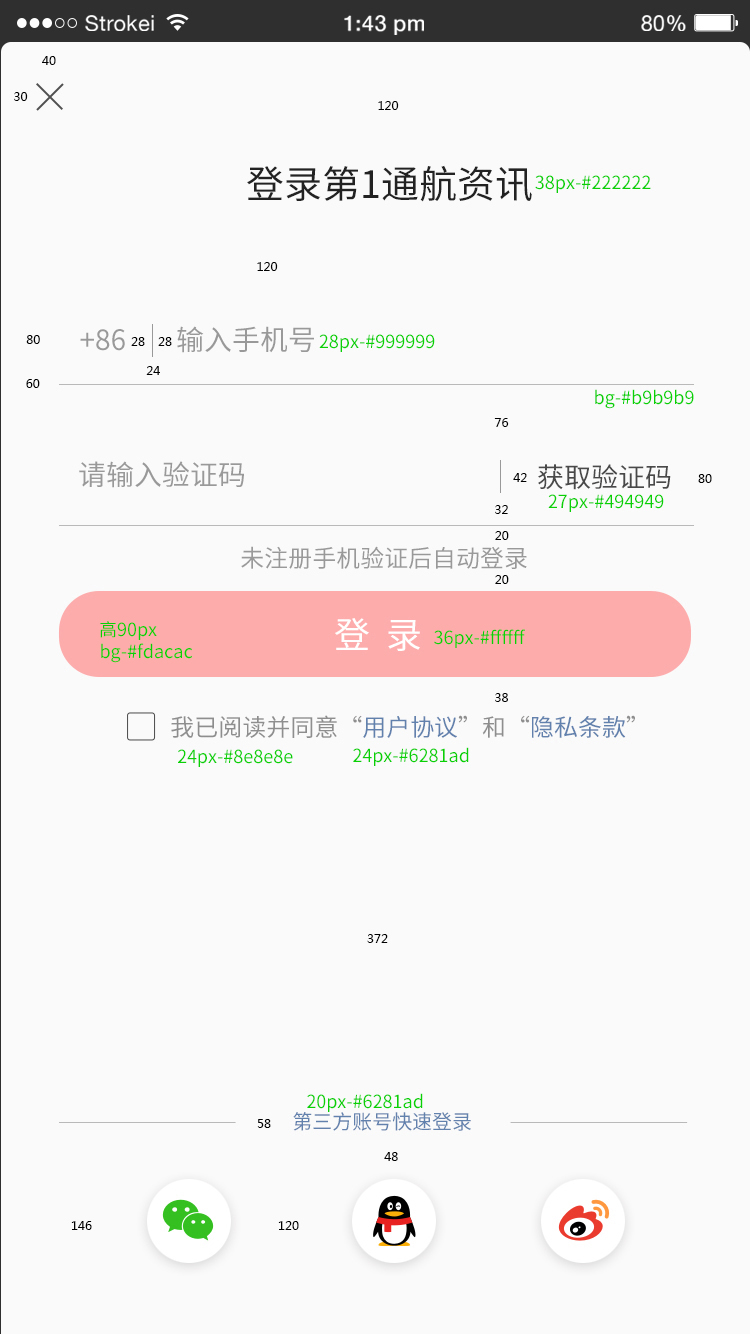 Strokei 1:43 pm 80%
40
30
120
登录第1通航资讯 38px-#222222
120
80 +86 28 28 输入手机号 28px-#999999
24
60
bg-#b9b9b9
76
请输入验证码 42 获取验证码 80
27px-#494949
32
20
未注册手机验证后自动登录
20
高90px
登 录 36px-#ffffff
bg-#fdacac
38
我已阅读并同意“用户协议”和“隐私条款”
24px-#8e8e8e 24px-#6281ad
372
20px-#6281ad
58 第三方账号快速登录
48
146 120